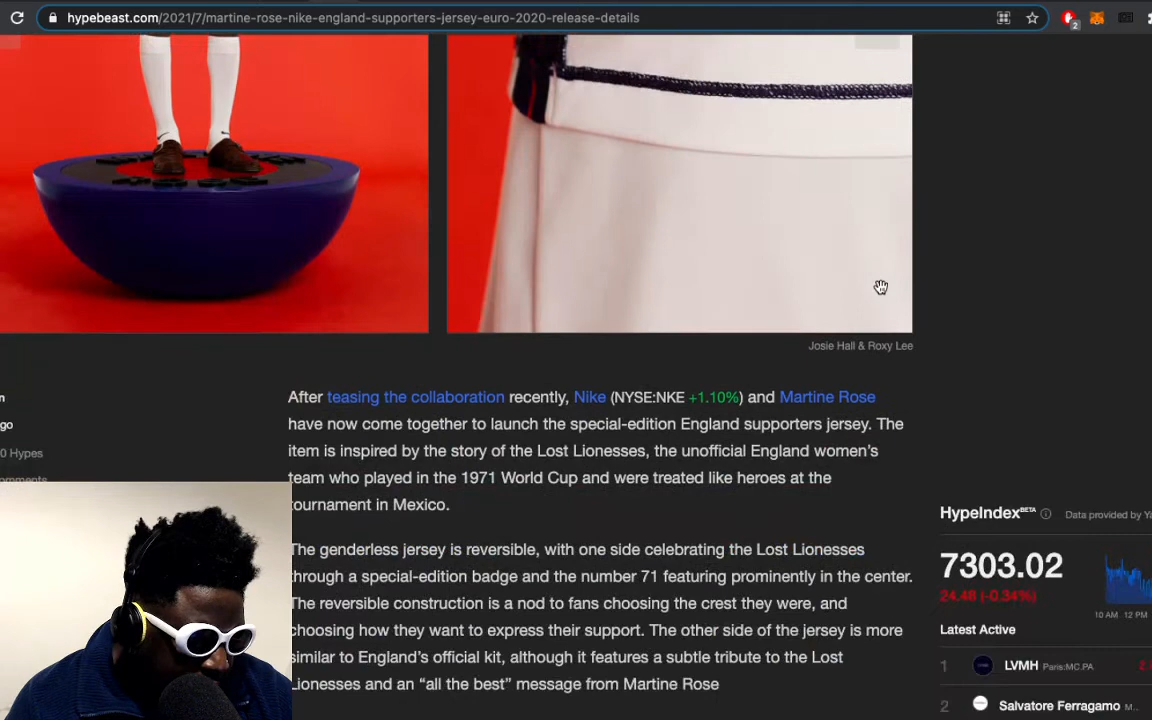 hypebeast.com/2021/7/martine-rose-nike-england-supporters-jersey-euro-2020-release-details
2
Josie Hall & Roxy Lee
After teasing the collaboration recently, Nike (NYSE:NKE +1.10%) and Martine Rose
have now come together to launch the special-edition England supporters jersey. The
item is inspired by the story of the Lost Lionesses, the unofficial England women's
team who played in the 1971 World Cup and were treated like heroes at the
tournament in Mexico.
The genderless jersey is reversible, with one side celebrating the Lost Lionesses
through a special-edition badge and the number 71 featuring prominently in the center.
The reversible construction is a nod to fans choosing the crest they were, and
choosing how they want to express their support. The other side of the jersey is more
similar to England's official kit, although it features a subtle tribute to the Lost
Lionesses and an “all the best” message from Martine Rose
n
go
0 Hypes
HypeIndex BETA Data provided by
7303.02
24.48 (-0.34%)
10 AM 12 PM
Latest Active
1 LVMH Paris:MC.PA
2 Salvatore Ferragamo M..